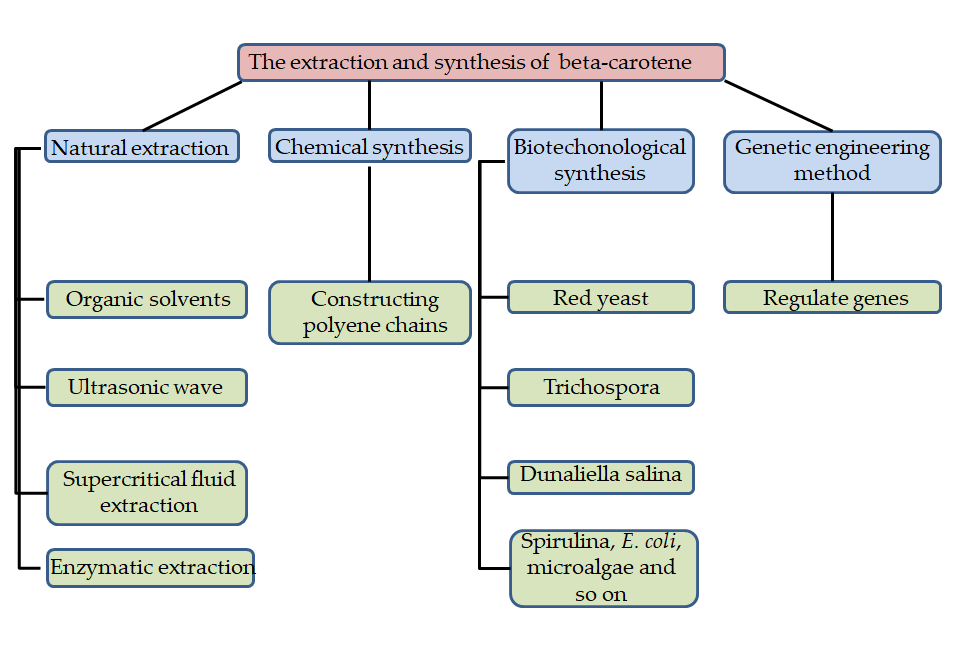 The extraction and synthesis of beta-carotene
Natural extraction
Chemical synthesis
Biotechonological
synthesis
Genetic engineering
method
Organic solvents
Constructing
polyene chains
Red yeast
Regulate genes
Ultrasonic wave
Trichospora
Supercritical fluid
extraction
Dunaliella salina
Enzymatic extraction
Spirulina, E. coli,
microalgae and
so on